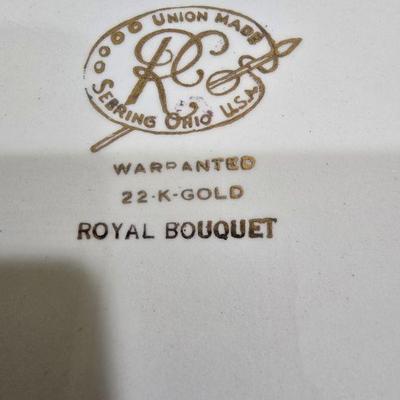 UNION MADE
RC
SEBRING OHIO U.S.A.
WARRANTED
22-K-GOLD
ROYAL BOUQUET